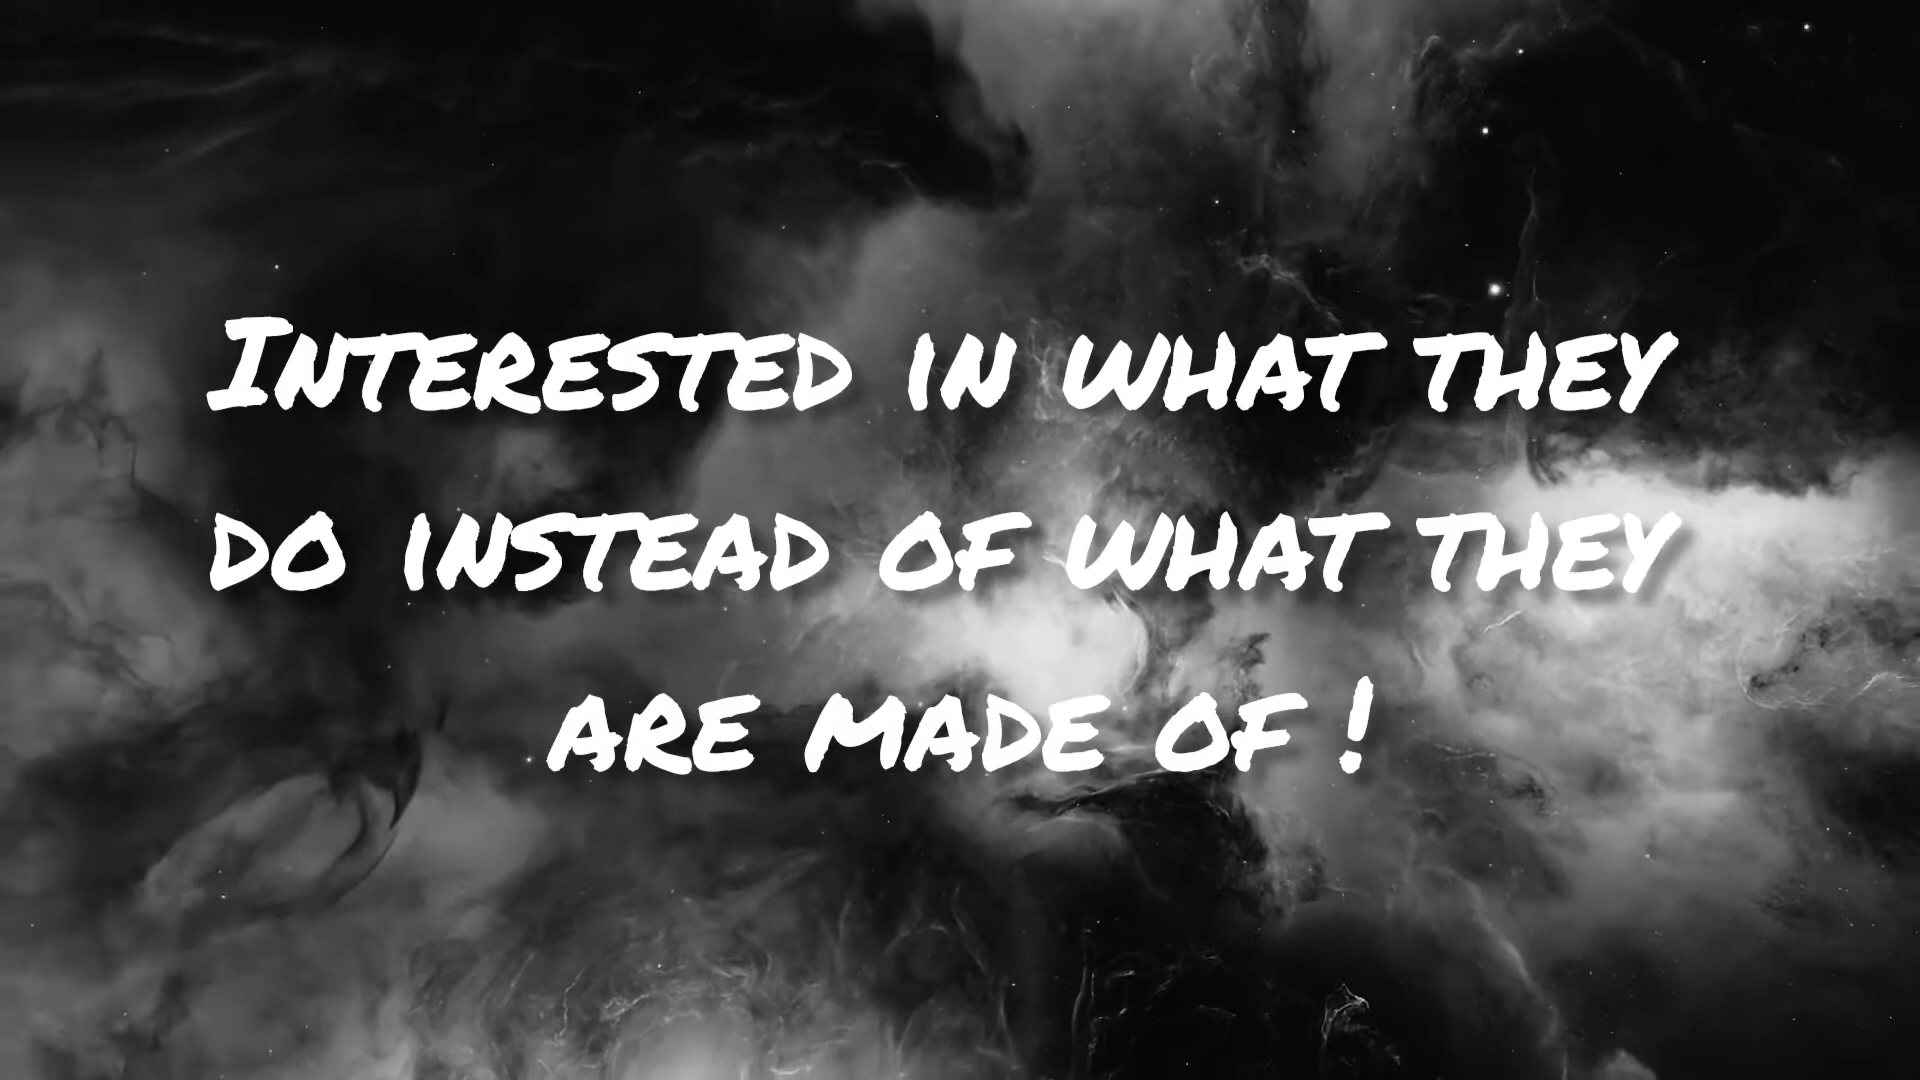 Interested in what they
do instead of what they
are made of !